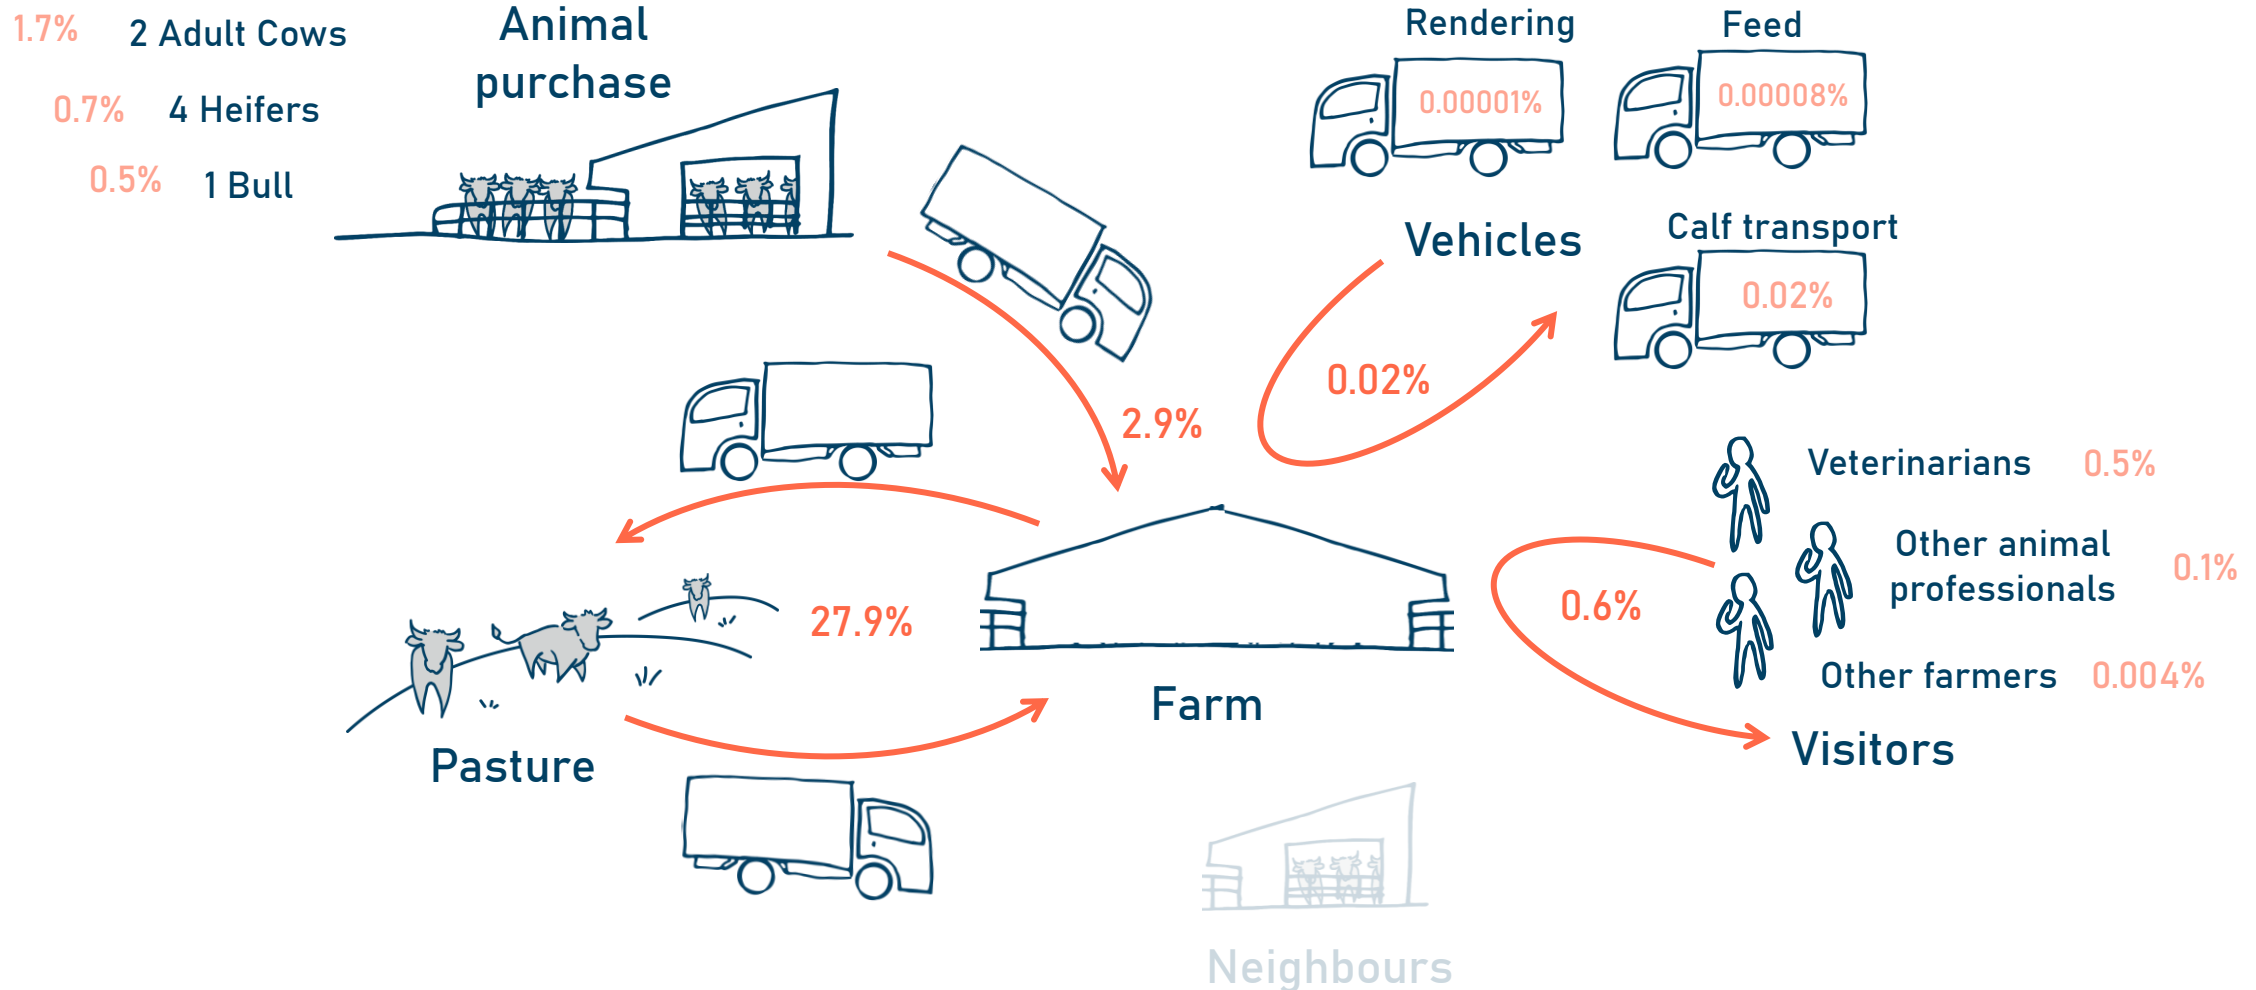 1.7%
2 Adult Cows
0.7%
4 Heifers
0.5%
1 Bull
Animal
purchase
Rendering
0.00001%
Feed
0.00008%
Vehicles
Calf transport
0.02%
0.02%
2.9%
27.9%
Pasture
Farm
Veterinarians
0.5%
Other animal
professionals
0.1%
0.6%
Other farmers
0.004%
Visitors
Neighbours